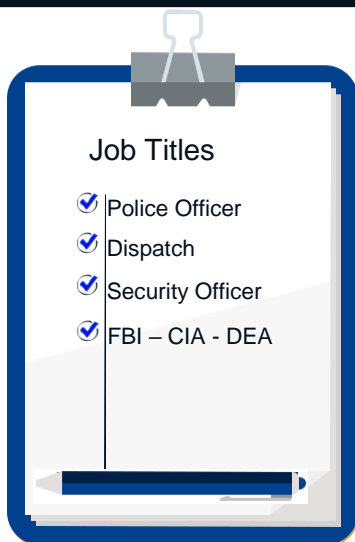 Job Titles
Police Officer
Dispatch
Security Officer
FBI – CIA - DEA